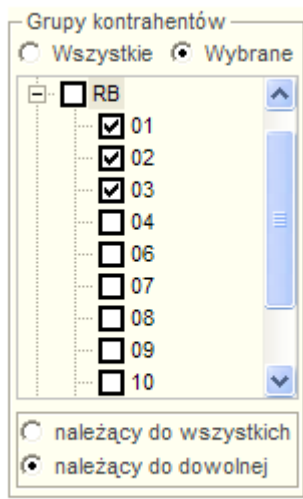 Grupy kontrahentów
Wszystkie Wybrane
RB
01
02
03
04
06
07
08
09
10
należący do wszystkich
należący do dowolnej